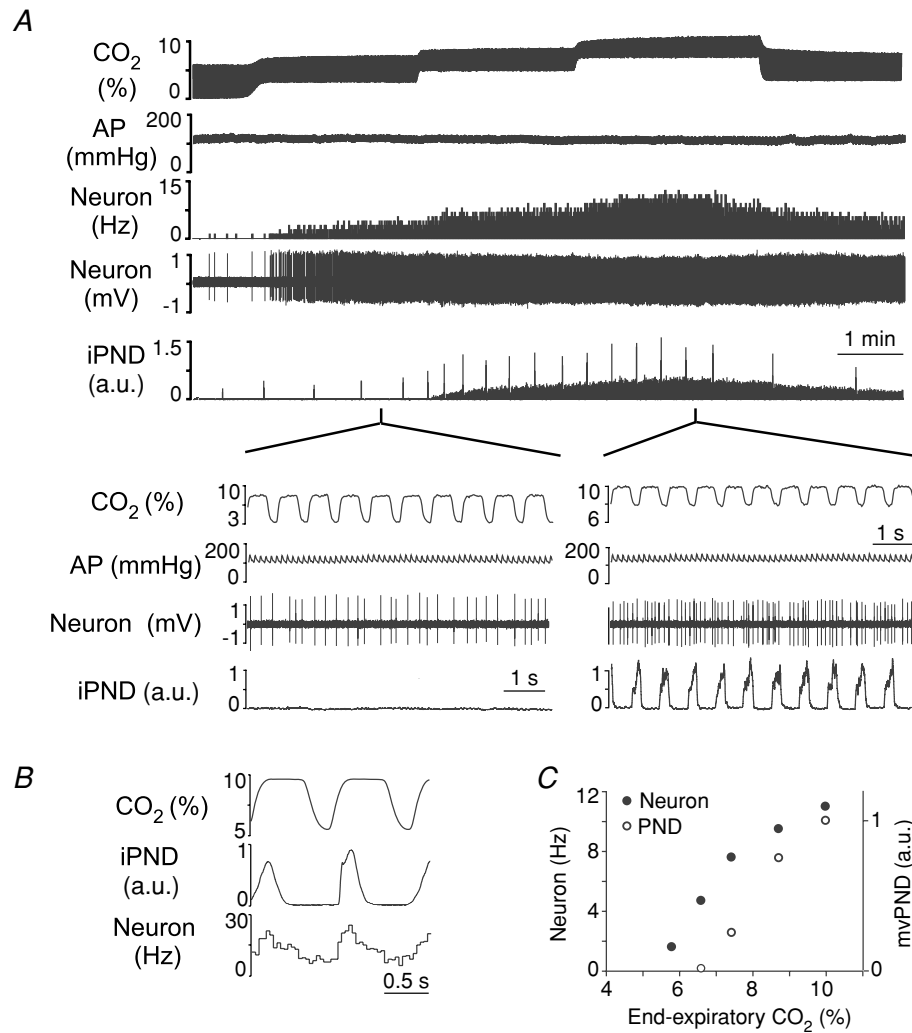 A
CO2 (%)
10
0
AP (mmHg)
200
0
Neuron (Hz)
15
0
Neuron (mV)
1
-1
iPND (a.u.)
1.5
0
1 min
CO2 (%)
10
3
10
6
1 s
AP (mmHg)
200
0
200
0
Neuron (mV)
1
-1
1
-1
iPND (a.u.)
1
0
1 s
1
0
B
CO2 (%)
10
5
iPND (a.u.)
1
0
Neuron (Hz)
30
0
0.5 s
C
Neuron
PND
Neuron (Hz)
12
8
4
0
mvPND (a.u.)
1
0
4 6 8 10
End-expiratory CO2 (%)